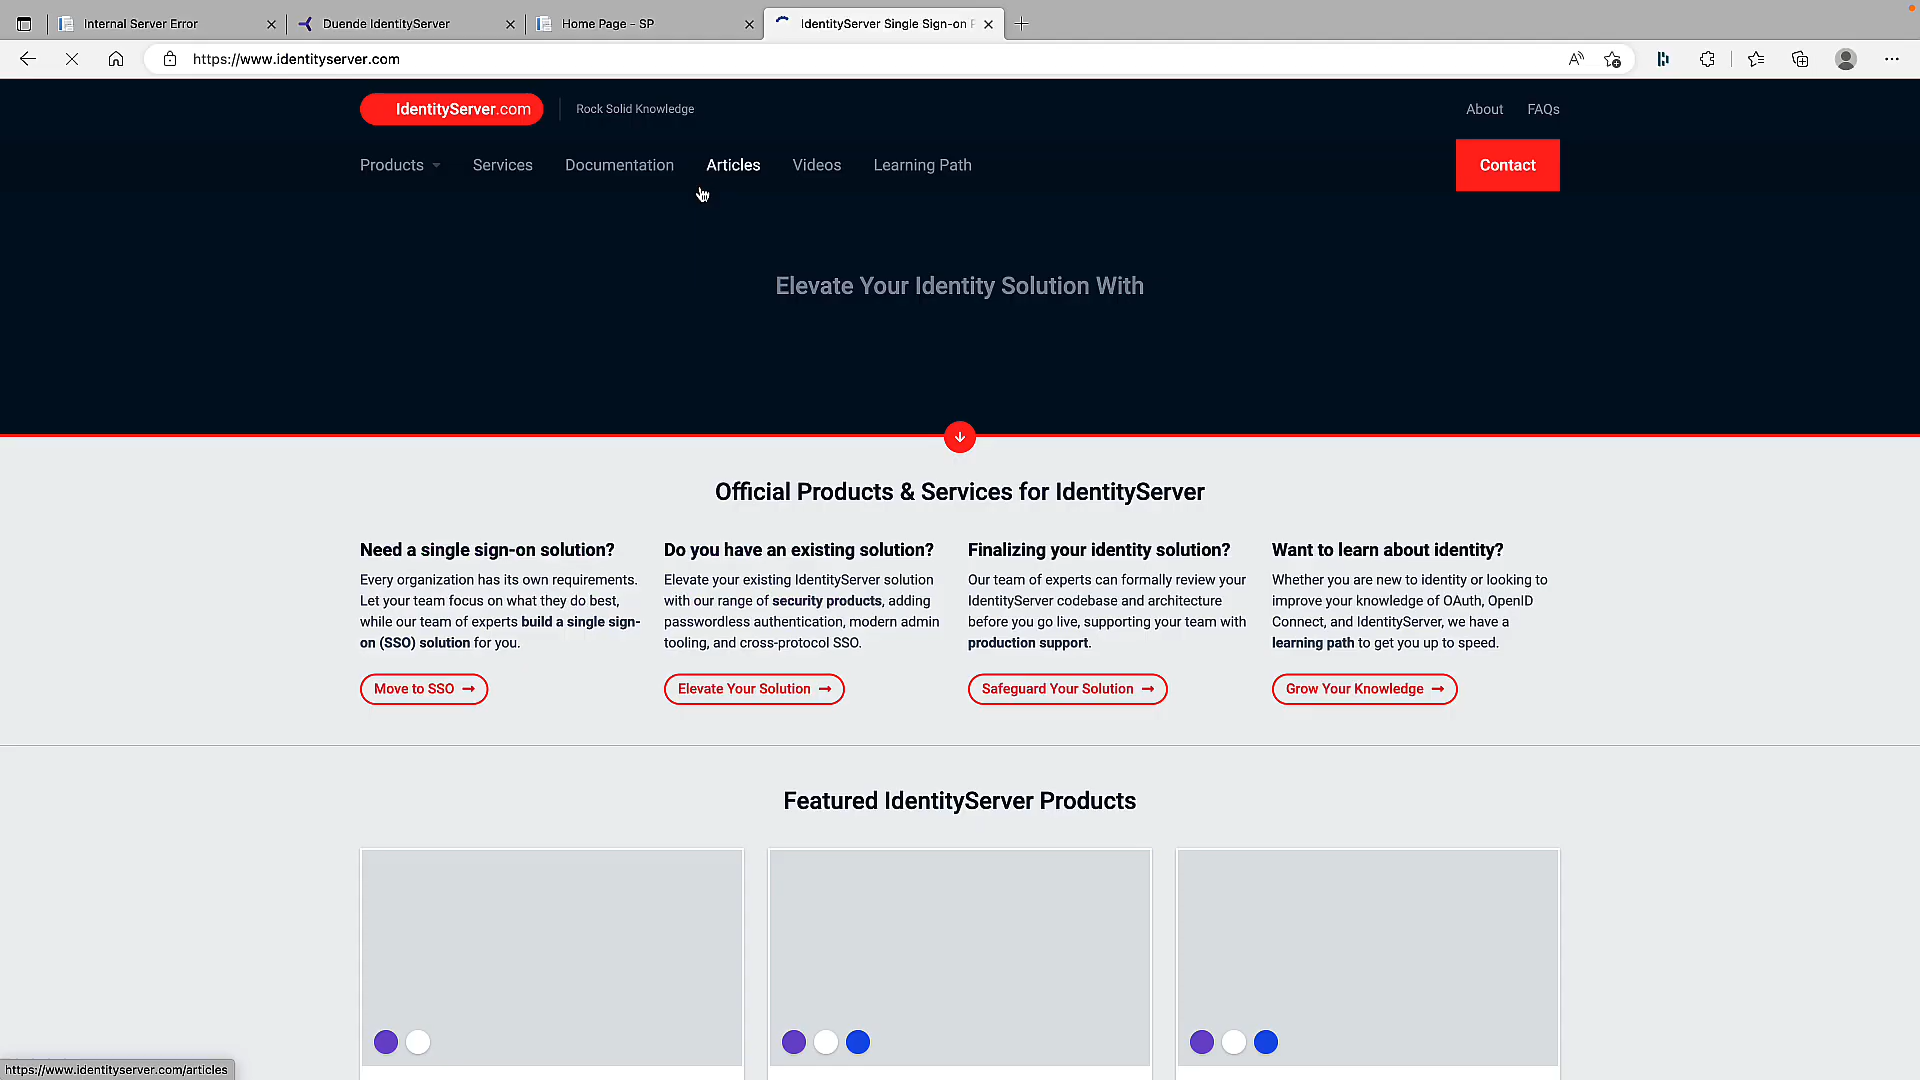 Internal Server Error
Duende IdentityServer
Home Page - SP
IdentityServer Single Sign-on
https://www.identityserver.com
IdentityServer.com
Rock Solid Knowledge
About
FAQs
Products
Services
Documentation
Articles
Videos
Learning Path
Contact
Elevate Your Identity Solution With
Official Products & Services for IdentityServer
Need a single sign-on solution?
Every organization has its own requirements.
Let your team focus on what they do best,
while our team of experts build a single sign-
on (SSO) solution for you.
Move to SSO →
Do you have an existing solution?
Elevate your existing IdentityServer solution
with our range of security products, adding
passwordless authentication, modern admin
tooling, and cross-protocol SSO.
Elevate Your Solution →
Finalizing your identity solution?
Our team of experts can formally review your
IdentityServer codebase and architecture
before you go live, supporting your team with
production support.
Safeguard Your Solution →
Want to learn about identity?
Whether you are new to identity or looking to
improve your knowledge of OAuth, OpenID
Connect, and IdentityServer, we have a
learning path to get you up to speed.
Grow Your Knowledge →
Featured IdentityServer Products
https://www.identityserver.com/articles